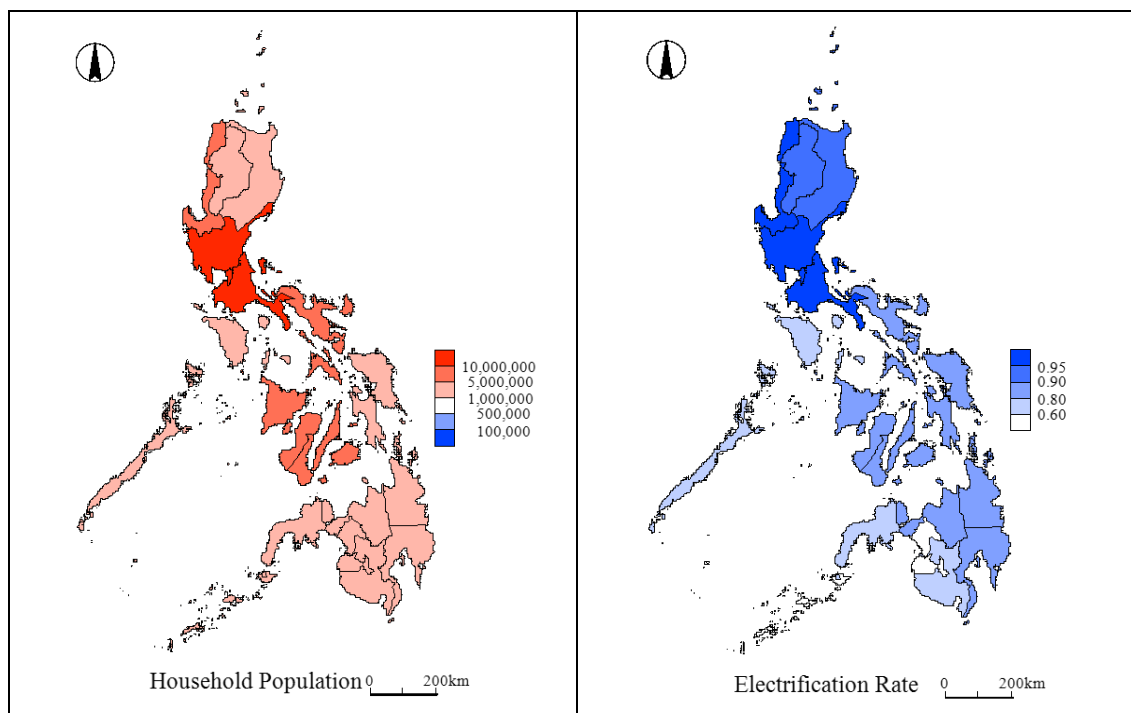 10,000,000
5,000,000
1,000,000
500,000
100,000
Household Population
0 200km
0.95
0.90
0.80
0.60
Electrification Rate
0 200km